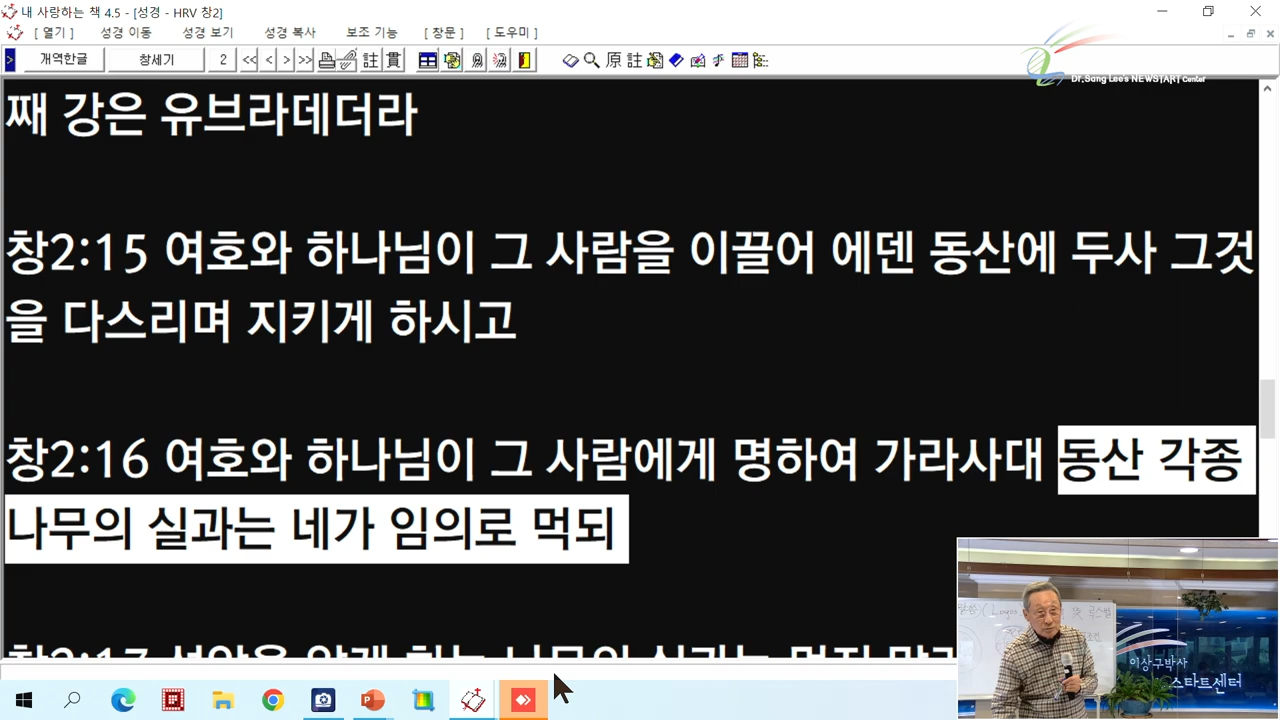 내 사랑하는 책 4.5 - [성경 - HRV 창2]
[ 열기 ] 성경 이동 성경 보기 성경 복사 보조 기능 [ 창문 ] [ 도우미 ]
> 개역한글 창세기 2 << < > >> 註 貫 原 註
Dr.Sang Lee's NEWSTART Center
째 강은 유브라데더라
창2:15 여호와 하나님이 그 사람을 이끌어 에덴 동산에 두사 그것
을 다스리며 지키게 하시고
창2:16 여호와 하나님이 그 사람에게 명하여 가라사대 동산 각종
나무의 실과는 네가 임의로 먹되
(Logos
이상구박사
스타트센터